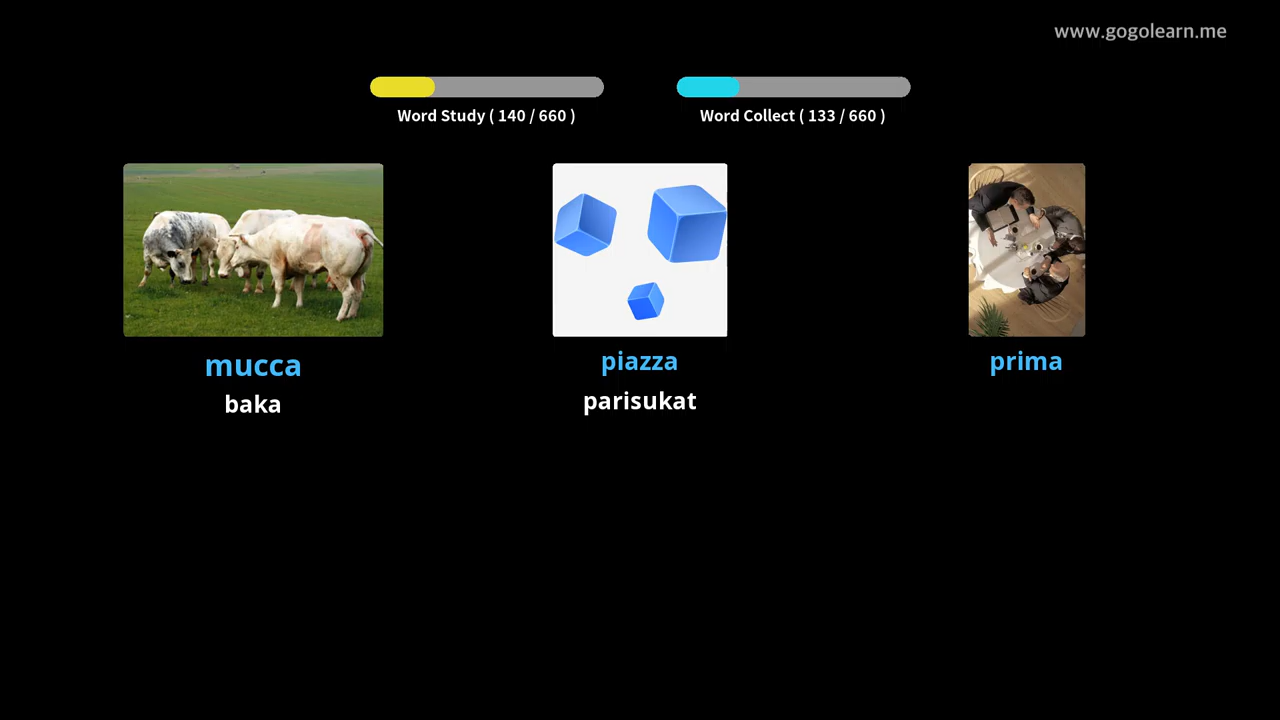 www.gogolearn.me
Word Study ( 140 / 660 )
Word Collect ( 133 / 660 )
mucca
baka
piazza
parisukat
prima